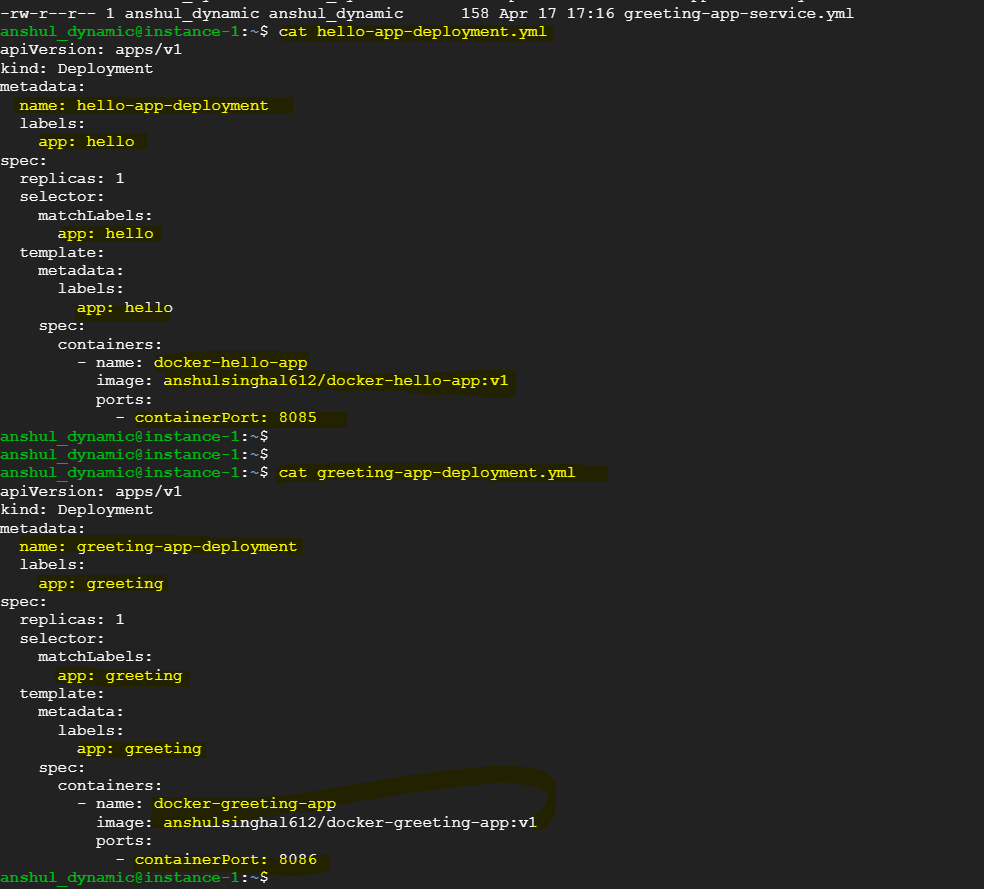 -rw-r--r-- 1 anshul_dynamic anshul_dynamic      158 Apr 17 17:16 greeting-app-service.yml
anshul_dynamic@instance-1:~$ cat hello-app-deployment.yml
apiVersion: apps/v1
kind: Deployment
metadata:
  name: hello-app-deployment
  labels:
    app: hello
spec:
  replicas: 1
  selector:
    matchLabels:
      app: hello
  template:
    metadata:
      labels:
        app: hello
    spec:
      containers:
        - name: docker-hello-app
          image: anshulsinghal612/docker-hello-app:v1
          ports:
            - containerPort: 8085
anshul_dynamic@instance-1:~$
anshul_dynamic@instance-1:~$
anshul_dynamic@instance-1:~$ cat greeting-app-deployment.yml
apiVersion: apps/v1
kind: Deployment
metadata:
  name: greeting-app-deployment
  labels:
    app: greeting
spec:
  replicas: 1
  selector:
    matchLabels:
      app: greeting
  template:
    metadata:
      labels:
        app: greeting
    spec:
      containers:
        - name: docker-greeting-app
          image: anshulsinghal612/docker-greeting-app:v1
          ports:
            - containerPort: 8086
anshul_dynamic@instance-1:~$